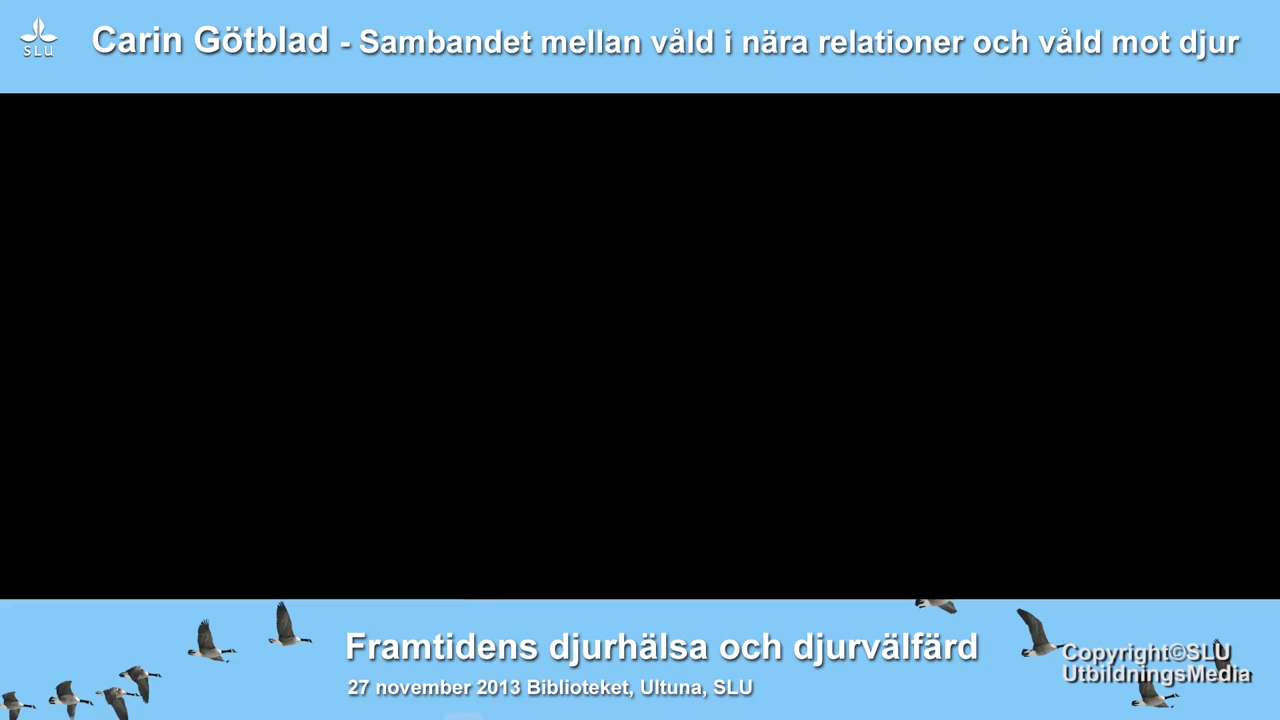 SLU
Carin Götblad - Sambandet mellan våld i nära relationer och våld mot djur
Framtidens djurhälsa och djurvälfärd
27 november 2013 Biblioteket, Ultuna, SLU
Copyright©SLU
UtbildningsMedia